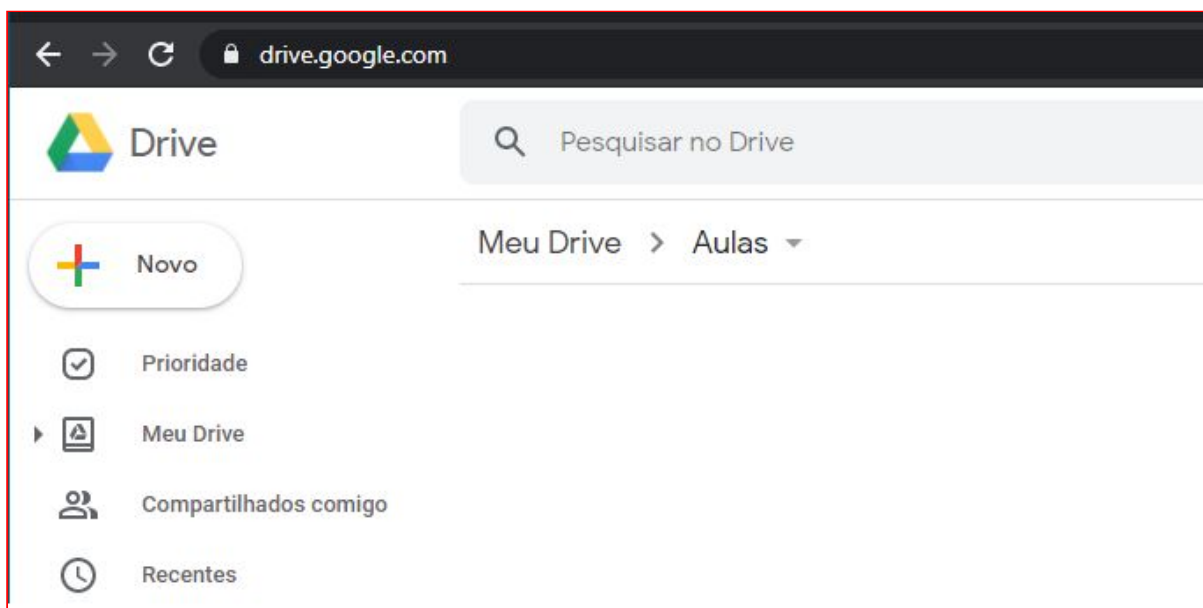 drive.google.com
Drive
Pesquisar no Drive
Novo
Meu Drive > Aulas
Prioridade
Meu Drive
Compartilhados comigo
Recentes